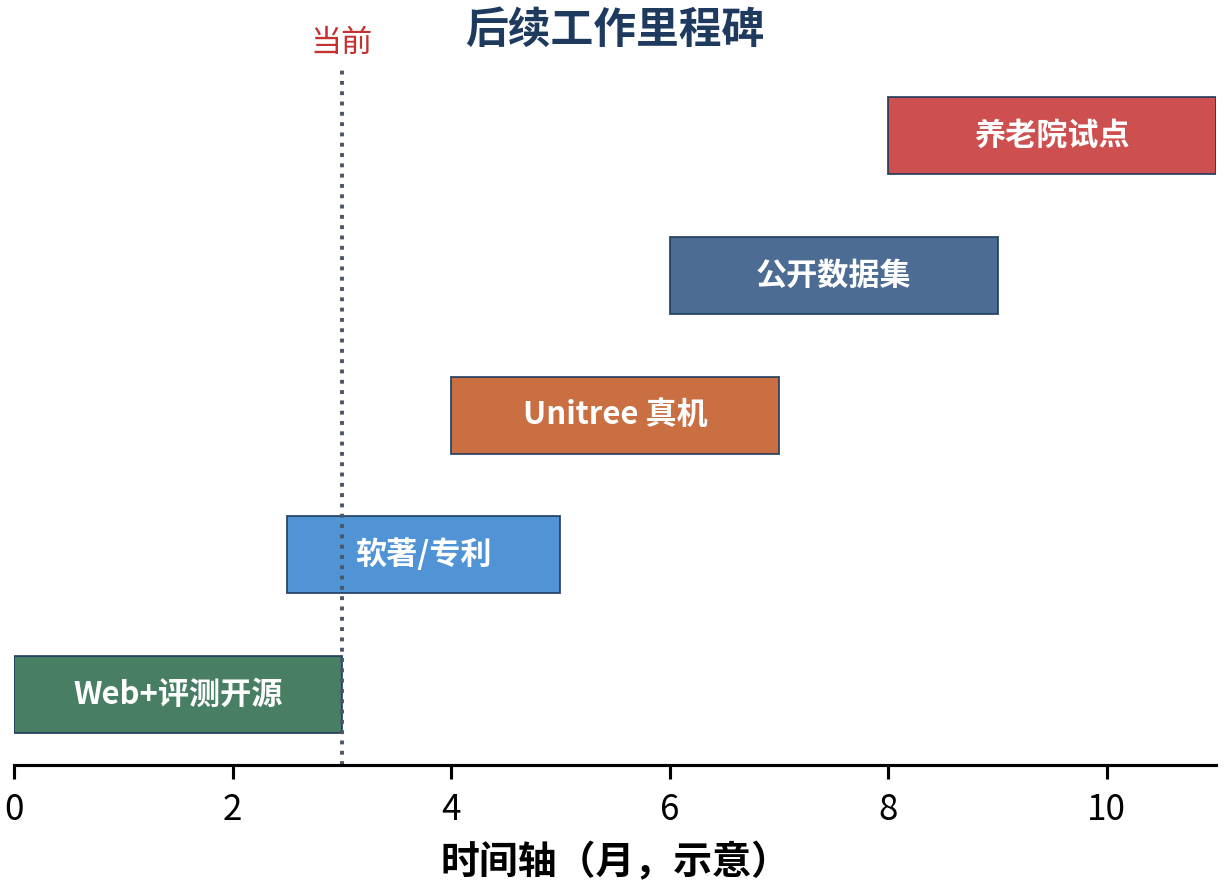 后续工作里程碑
当前
养老院试点
公开数据集
Unitree 真机
软著/专利
Web+评测开源
0 2 4 6 8 10
时间轴（月，示意）